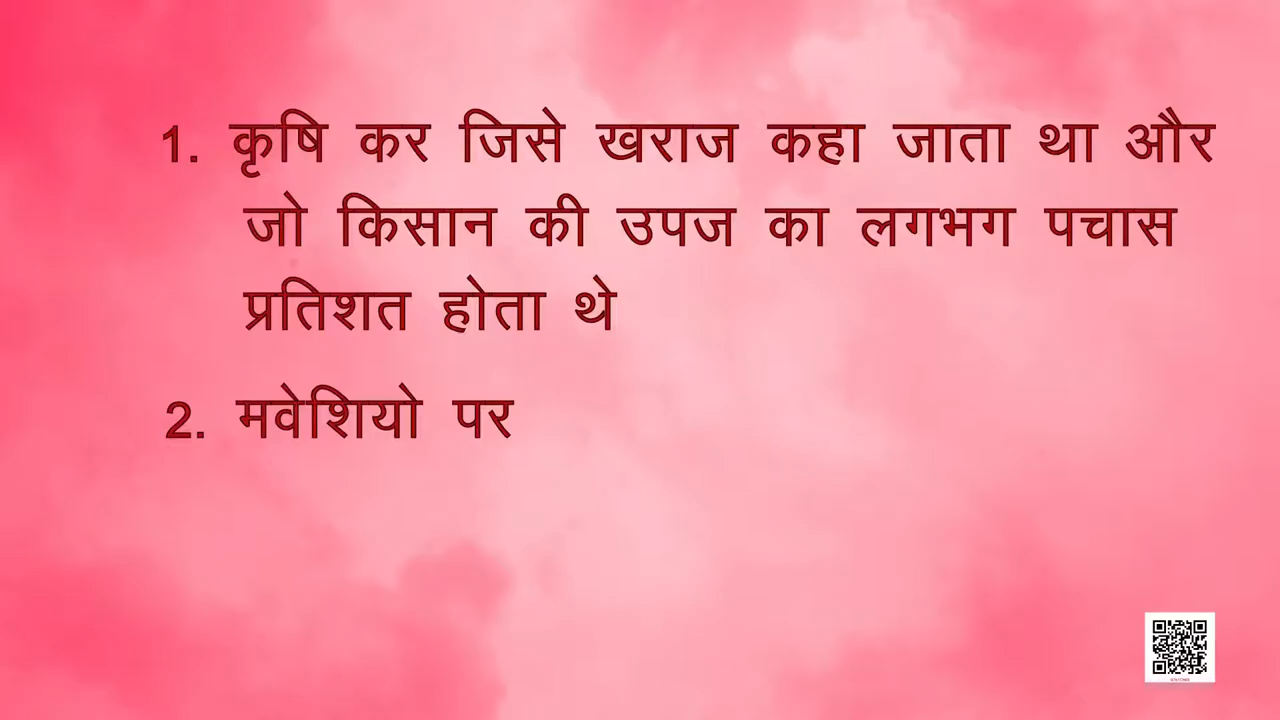 1. कृषि कर जिसे खराज कहा जाता था और
जो किसान की उपज का लगभग पचास
प्रतिशत होता थे
2. मवेशियो पर